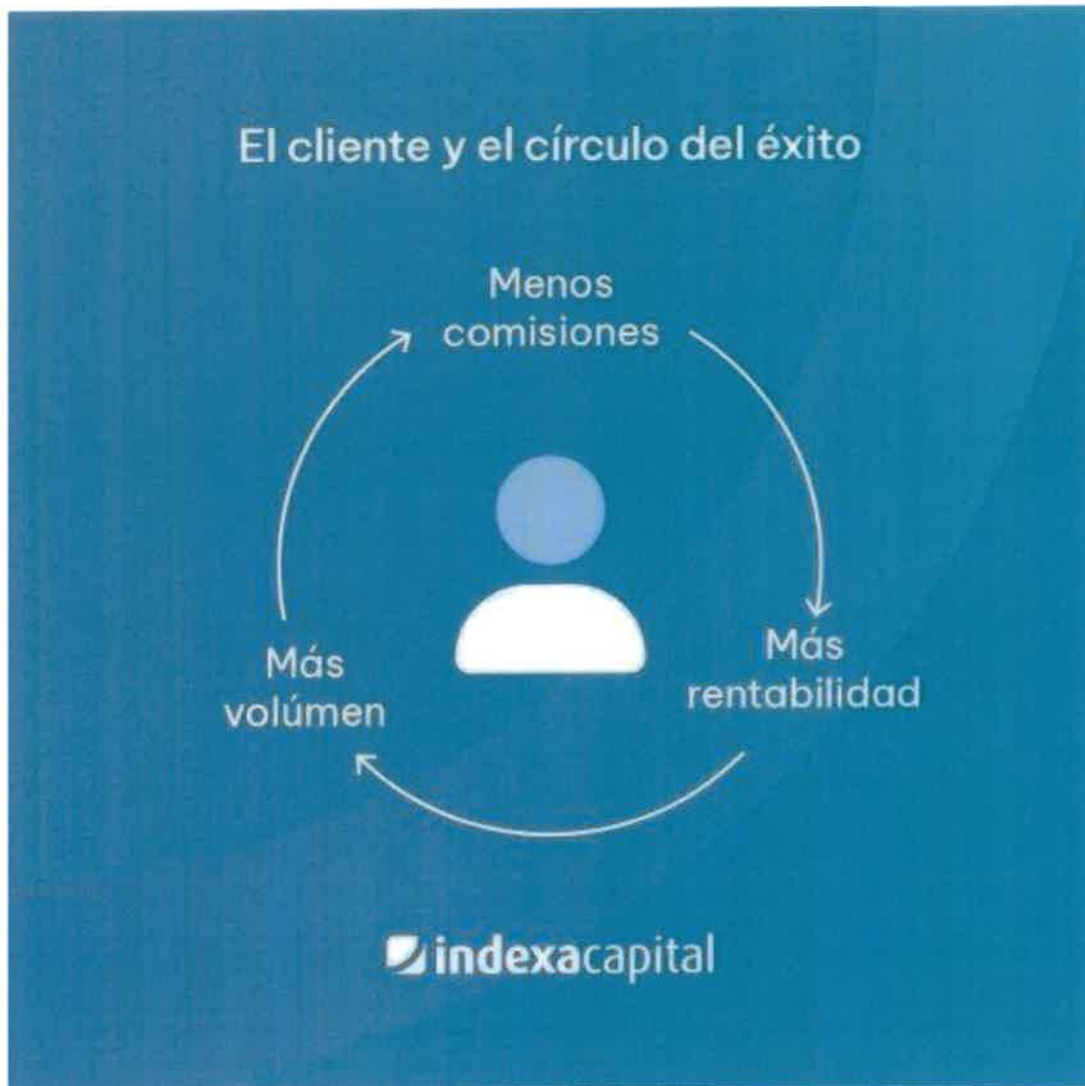 El cliente y el círculo del éxito
Menos
comisiones
Más
rentabilidad
Más
volúmen
indexacapital